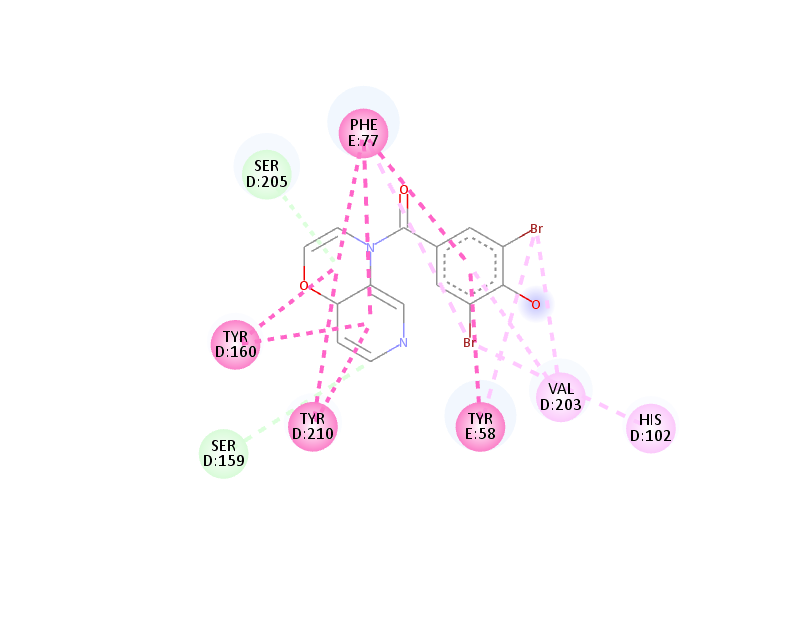 PHE
E:77
SER
D:205
O
Br
N
O
O
TYR
D:160
N
Br
VAL
D:203
TYR
D:210
TYR
E:58
HIS
D:102
SER
D:159